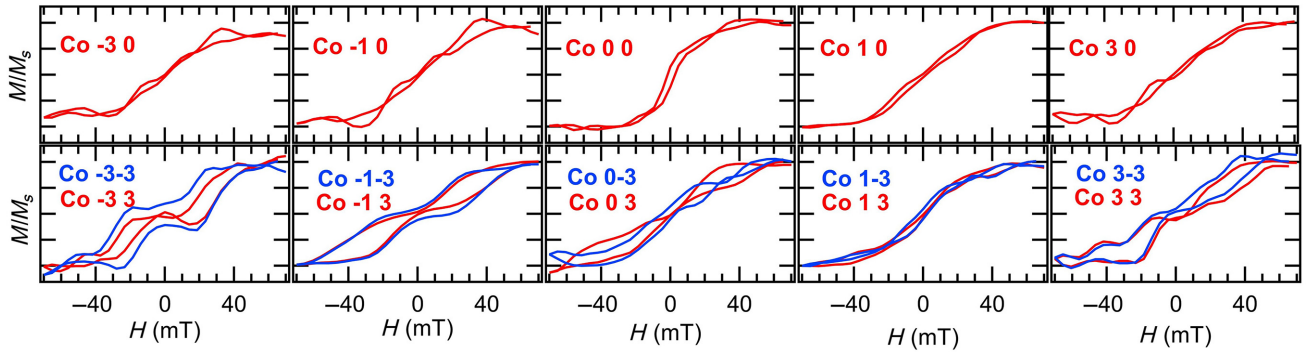 M/Ms
Co -3 0
Co -1 0
Co 0 0
Co 1 0
Co 3 0
M/Ms
Co -3-3
Co -3 3
Co -1-3
Co -1 3
Co 0-3
Co 0 3
Co 1-3
Co 1 3
Co 3-3
Co 3 3
−40 0 40
−40 0 40
−40 0 40
−40 0 40
−40 0 40
H (mT)
H (mT)
H (mT)
H (mT)
H (mT)